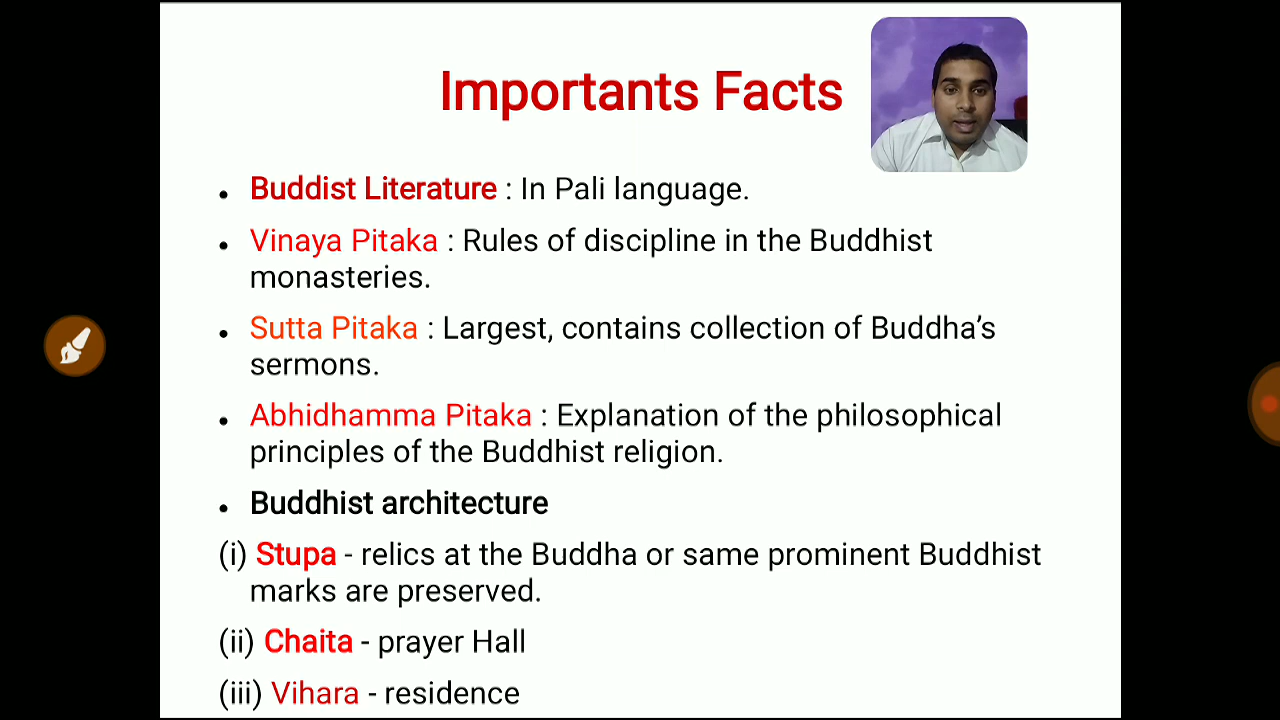 Importants Facts
• Buddist Literature : In Pali language.
• Vinaya Pitaka : Rules of discipline in the Buddhist
monasteries.
• Sutta Pitaka : Largest, contains collection of Buddha’s
sermons.
• Abhidhamma Pitaka : Explanation of the philosophical
principles of the Buddhist religion.
• Buddhist architecture
(i) Stupa - relics at the Buddha or same prominent Buddhist
marks are preserved.
(ii) Chaita - prayer Hall
(iii) Vihara - residence